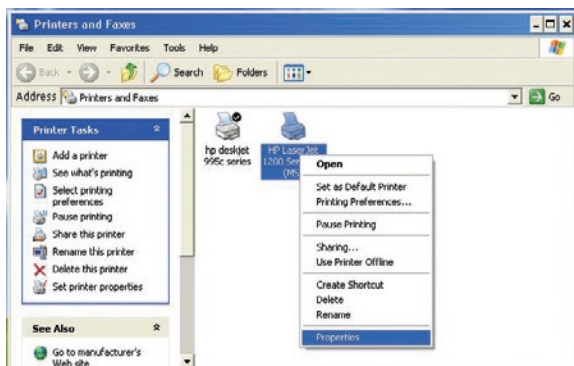 Printers and Faxes
File Edit View Favorites Tools Help
Back Search Folders
Address Printers and Faxes Go
Printer Tasks
Add a printer
See what's printing
Select printing
preferences
Pause printing
Share this printer
Rename this printer
Delete this printer
Set printer properties
See Also
Go to manufacturer's
Web site
hp deskjet
995c series
HP LaserJet
1200 Se
(MS
Open
Set as Default Printer
Printing Preferences...
Pause Printing
Sharing...
Use Printer Offline
Create Shortcut
Delete
Rename
Properties